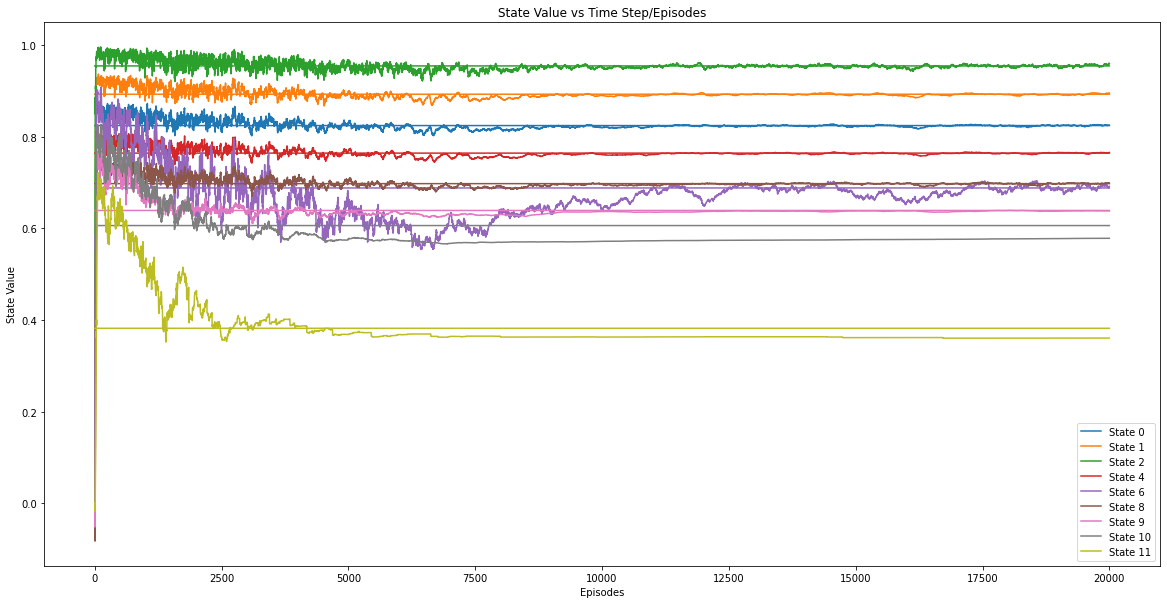 State Value vs Time Step/Episodes
1.0
0.8
0.6
0.4
0.2
0.0
State Value
0 2500 5000 7500 10000 12500 15000 17500 20000
Episodes
State 0
State 1
State 2
State 4
State 6
State 8
State 9
State 10
State 11